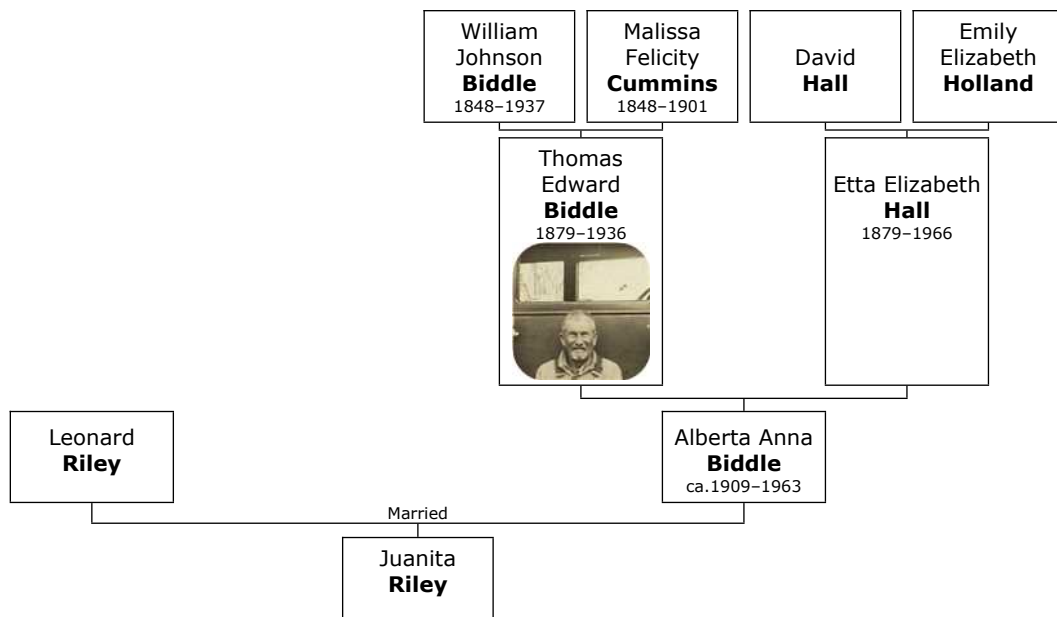 William
Johnson
Biddle
1848–1937
Malissa
Felicity
Cummins
1848–1901
David
Hall
Emily
Elizabeth
Holland
Thomas
Edward
Biddle
1879–1936
Etta Elizabeth
Hall
1879–1966
Leonard
Riley
Alberta Anna
Biddle
ca.1909–1963
Married
Juanita
Riley